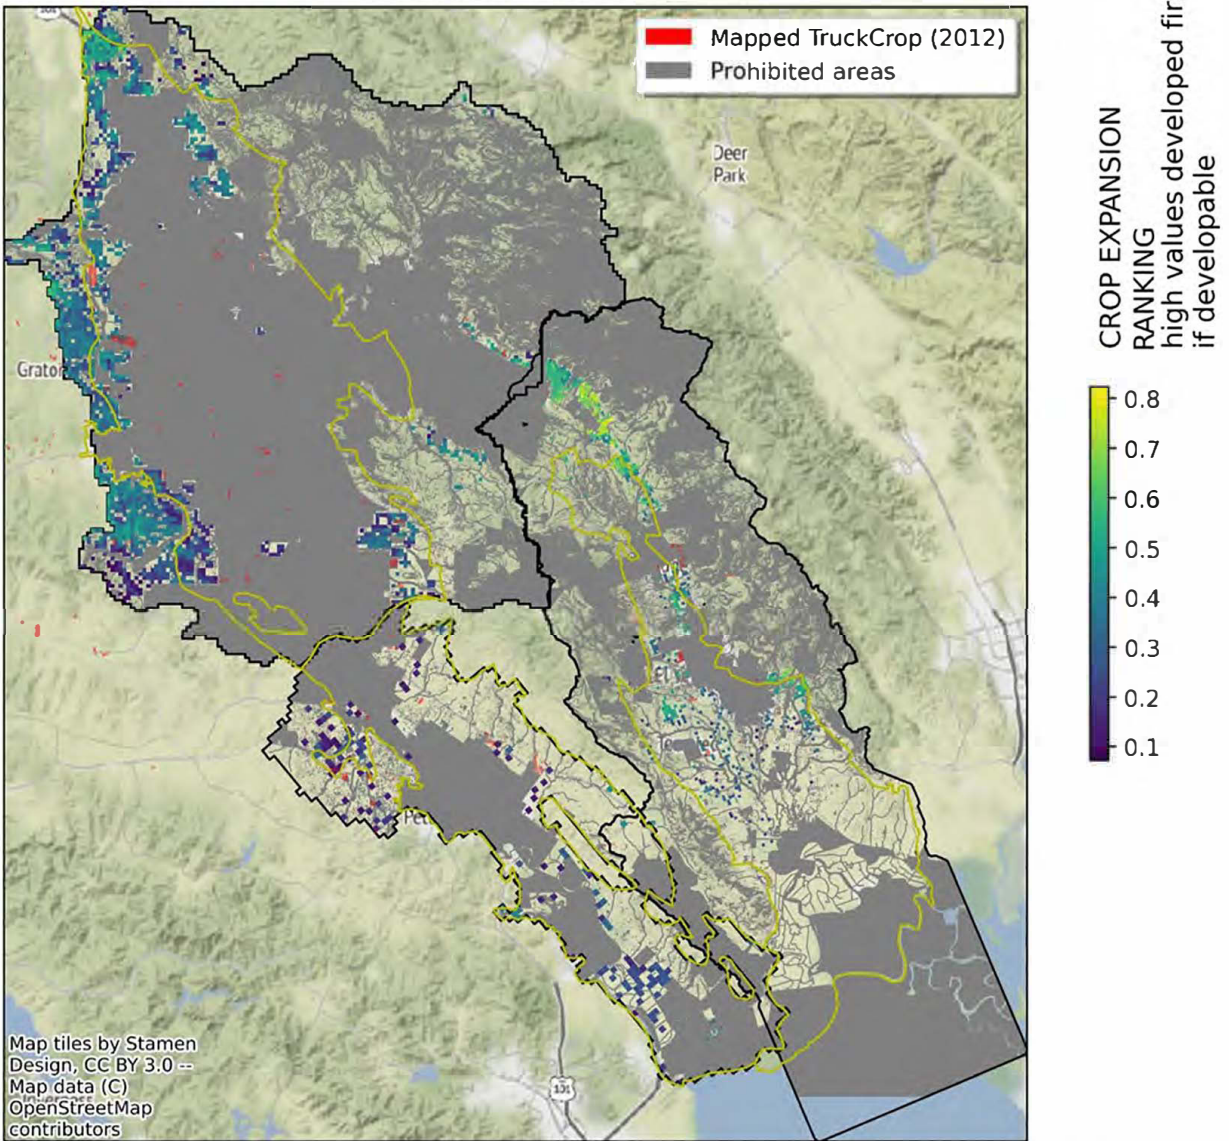 Mapped TruckCrop (2012)
Prohibited areas
Deer
Park
101
Map tiles by Stamen
Design, CC BY 3.0 --
Map data (C)
OpenStreetMap
contributors
CROP EXPANSION
RANKING
high values developed fir
if developable
0.8
0.7
0.6
0.5
0.4
0.3
0.2
0.1